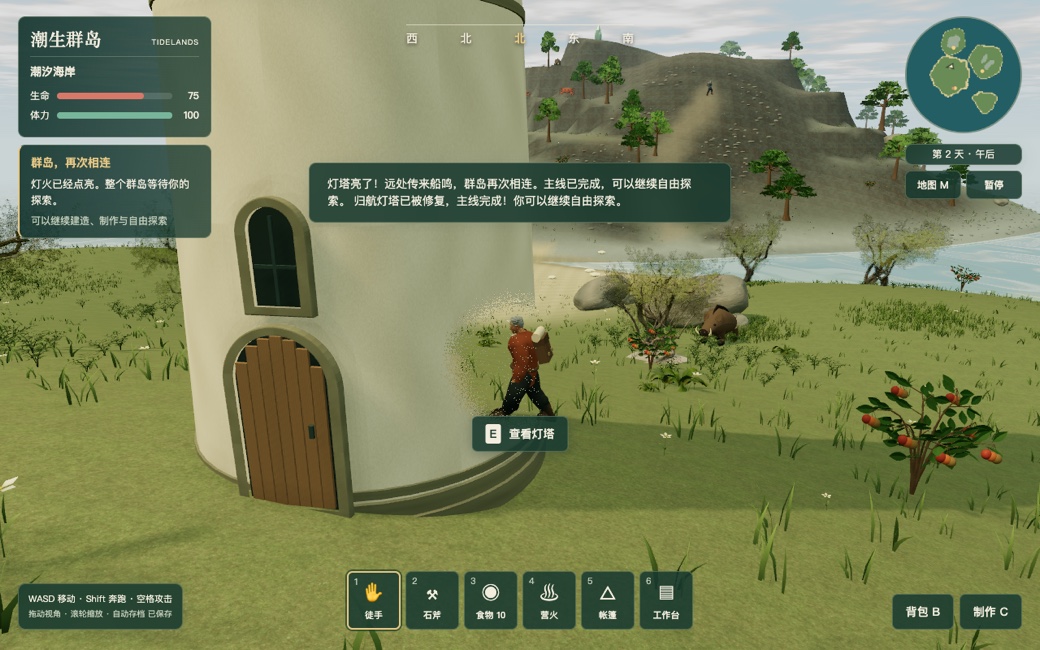 潮生群岛 TIDELANDS
潮汐海岸
生命 75
体力 100
群岛，再次相连
灯火已经点亮。整个群岛等待你的
探索。
可以继续建造、制作与自由探索
西 北 北 东 南
灯塔亮了！远处传来船鸣，群岛再次相连。主线已完成，可以继续自由探
索。 归航灯塔已被修复，主线完成！你可以继续自由探索。
第 2 天 · 午后
地图 M 暂停
E 查看灯塔
WASD 移动 · Shift 奔跑 · 空格攻击
拖动视角 · 滚轮缩放 · 自动存档 已保存
1 徒手
2 石斧
3 食物 10
4 营火
5 帐篷
6 工作台
背包 B 制作 C